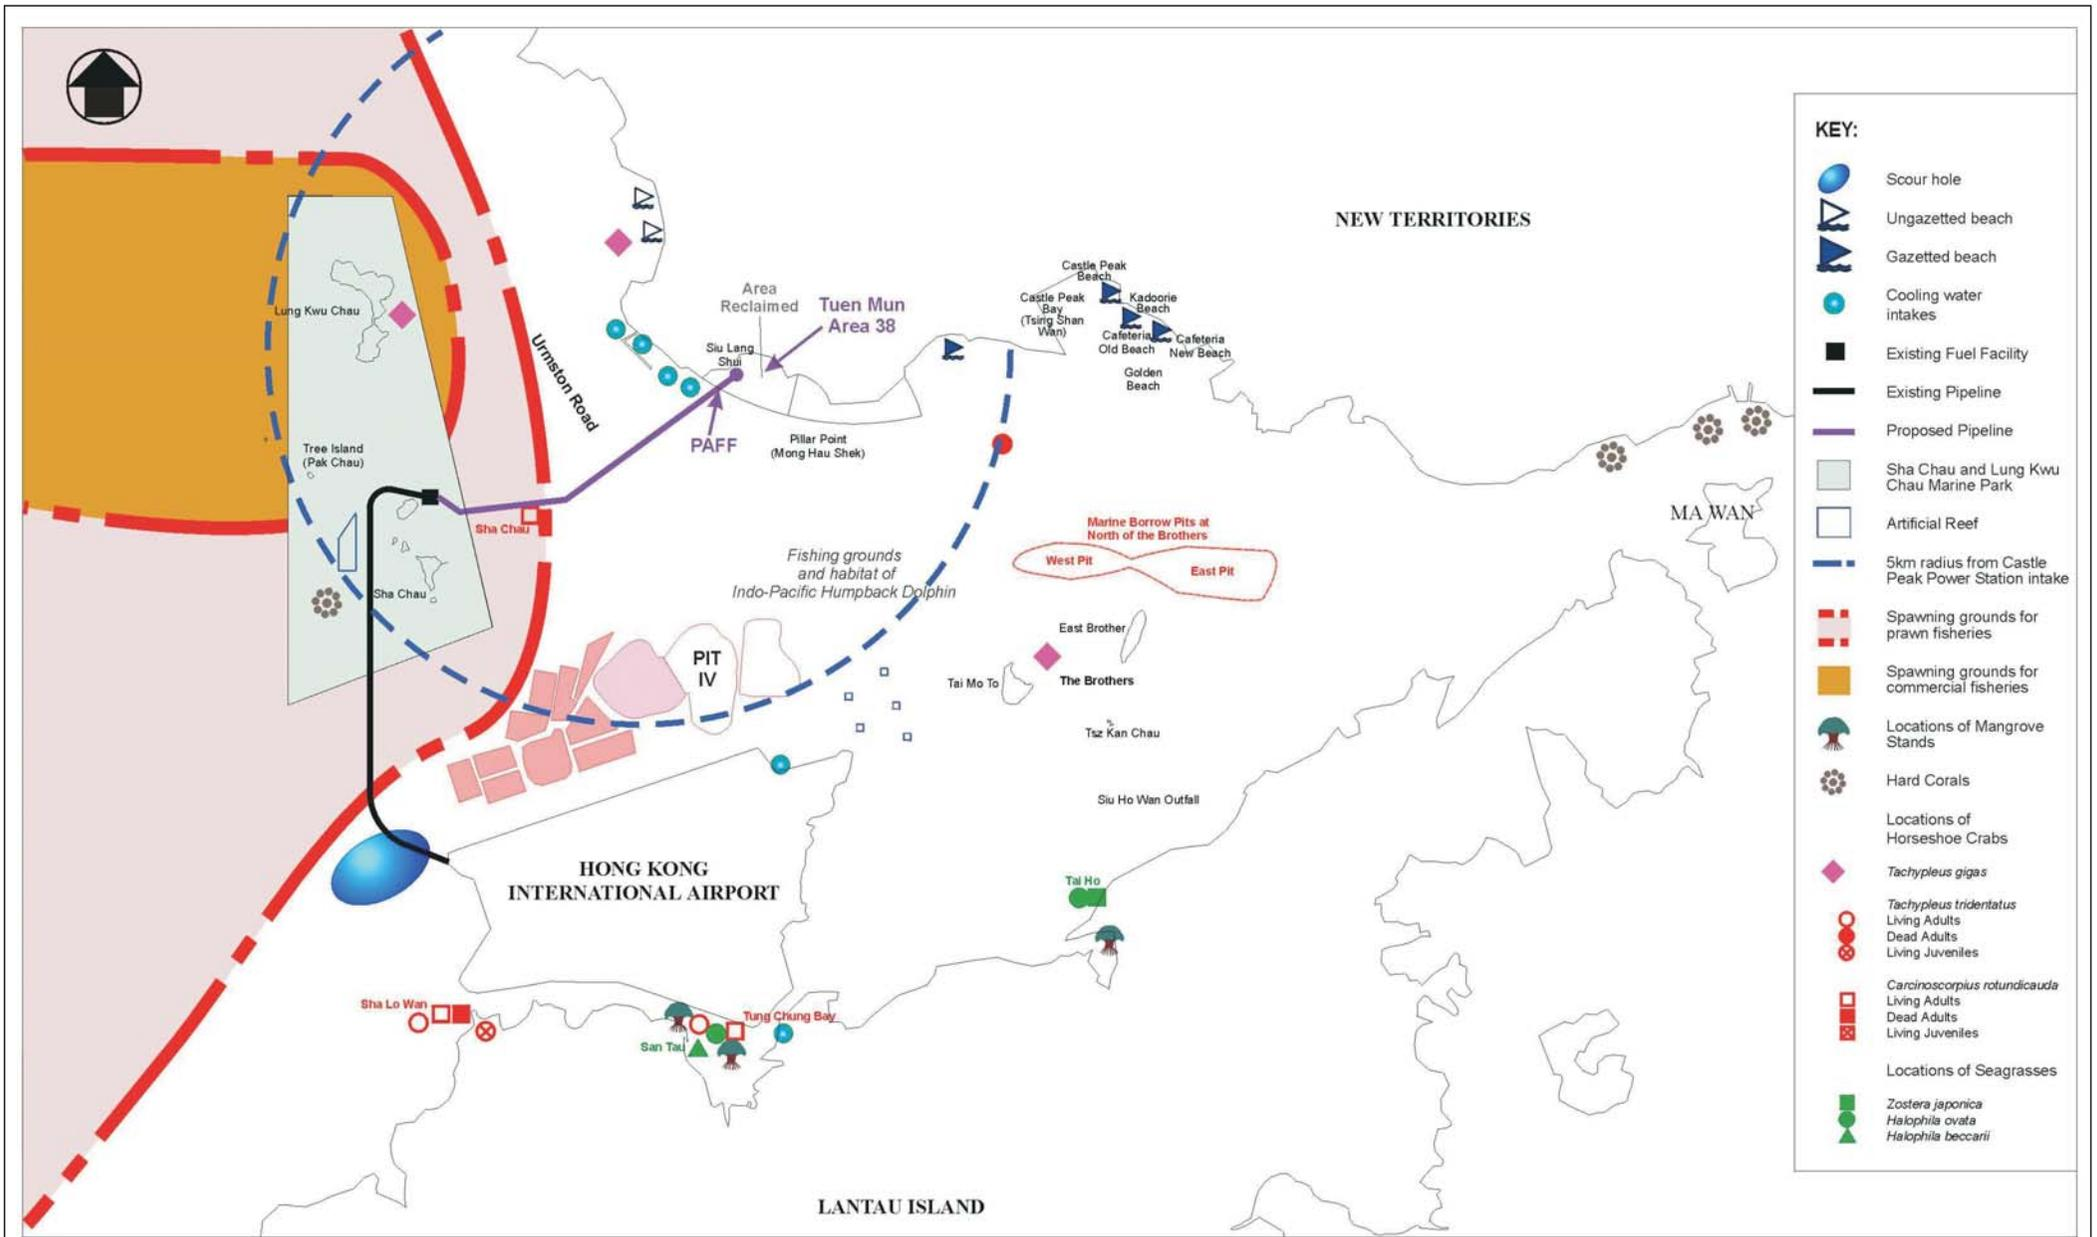 NEW TERRITORIES
Castle Peak
Beach
Castle Peak
Bay
(Tsing Shan
Wan)
Kadoorie
Beach
Cafeteria
Old Beach
Cafeteria
New Beach
Golden
Beach
Area
Reclaimed
Tuen Mun
Area 38
Siu Lang
Shui
PAFF
Pillar Point
(Mong Hau Shek)
Urmston Road
Lung Kwu Chau
Tree Island
(Pak Chau)
Sha Chau
Sha Chau
Fishing grounds
and habitat of
Indo-Pacific Humpback Dolphin
Marine Borrow Pits at
North of the Brothers
West Pit
East Pit
MA WAN
East Brother
Tai Mo To
The Brothers
Tsz Kan Chau
Siu Ho Wan Outfall
PIT
IV
HONG KONG
INTERNATIONAL AIRPORT
Tai Ho
Sha Lo Wan
Tung Chung Bay
San Tau
LANTAU ISLAND
KEY:
Scour hole
Ungazetted beach
Gazetted beach
Cooling water
intakes
Existing Fuel Facility
Existing Pipeline
Proposed Pipeline
Sha Chau and Lung Kwu
Chau Marine Park
Artificial Reef
5km radius from Castle
Peak Power Station intake
Spawning grounds for
prawn fisheries
Spawning grounds for
commercial fisheries
Locations of Mangrove
Stands
Hard Corals
Locations of
Horseshoe Crabs
Tachypleus gigas
Tachypleus tridentatus
Living Adults
Dead Adults
Living Juveniles
Carcinoscorpius rotundicauda
Living Adults
Dead Adults
Living Juveniles
Locations of Seagrasses
Zostera japonica
Halophila ovata
Halophila beccarii